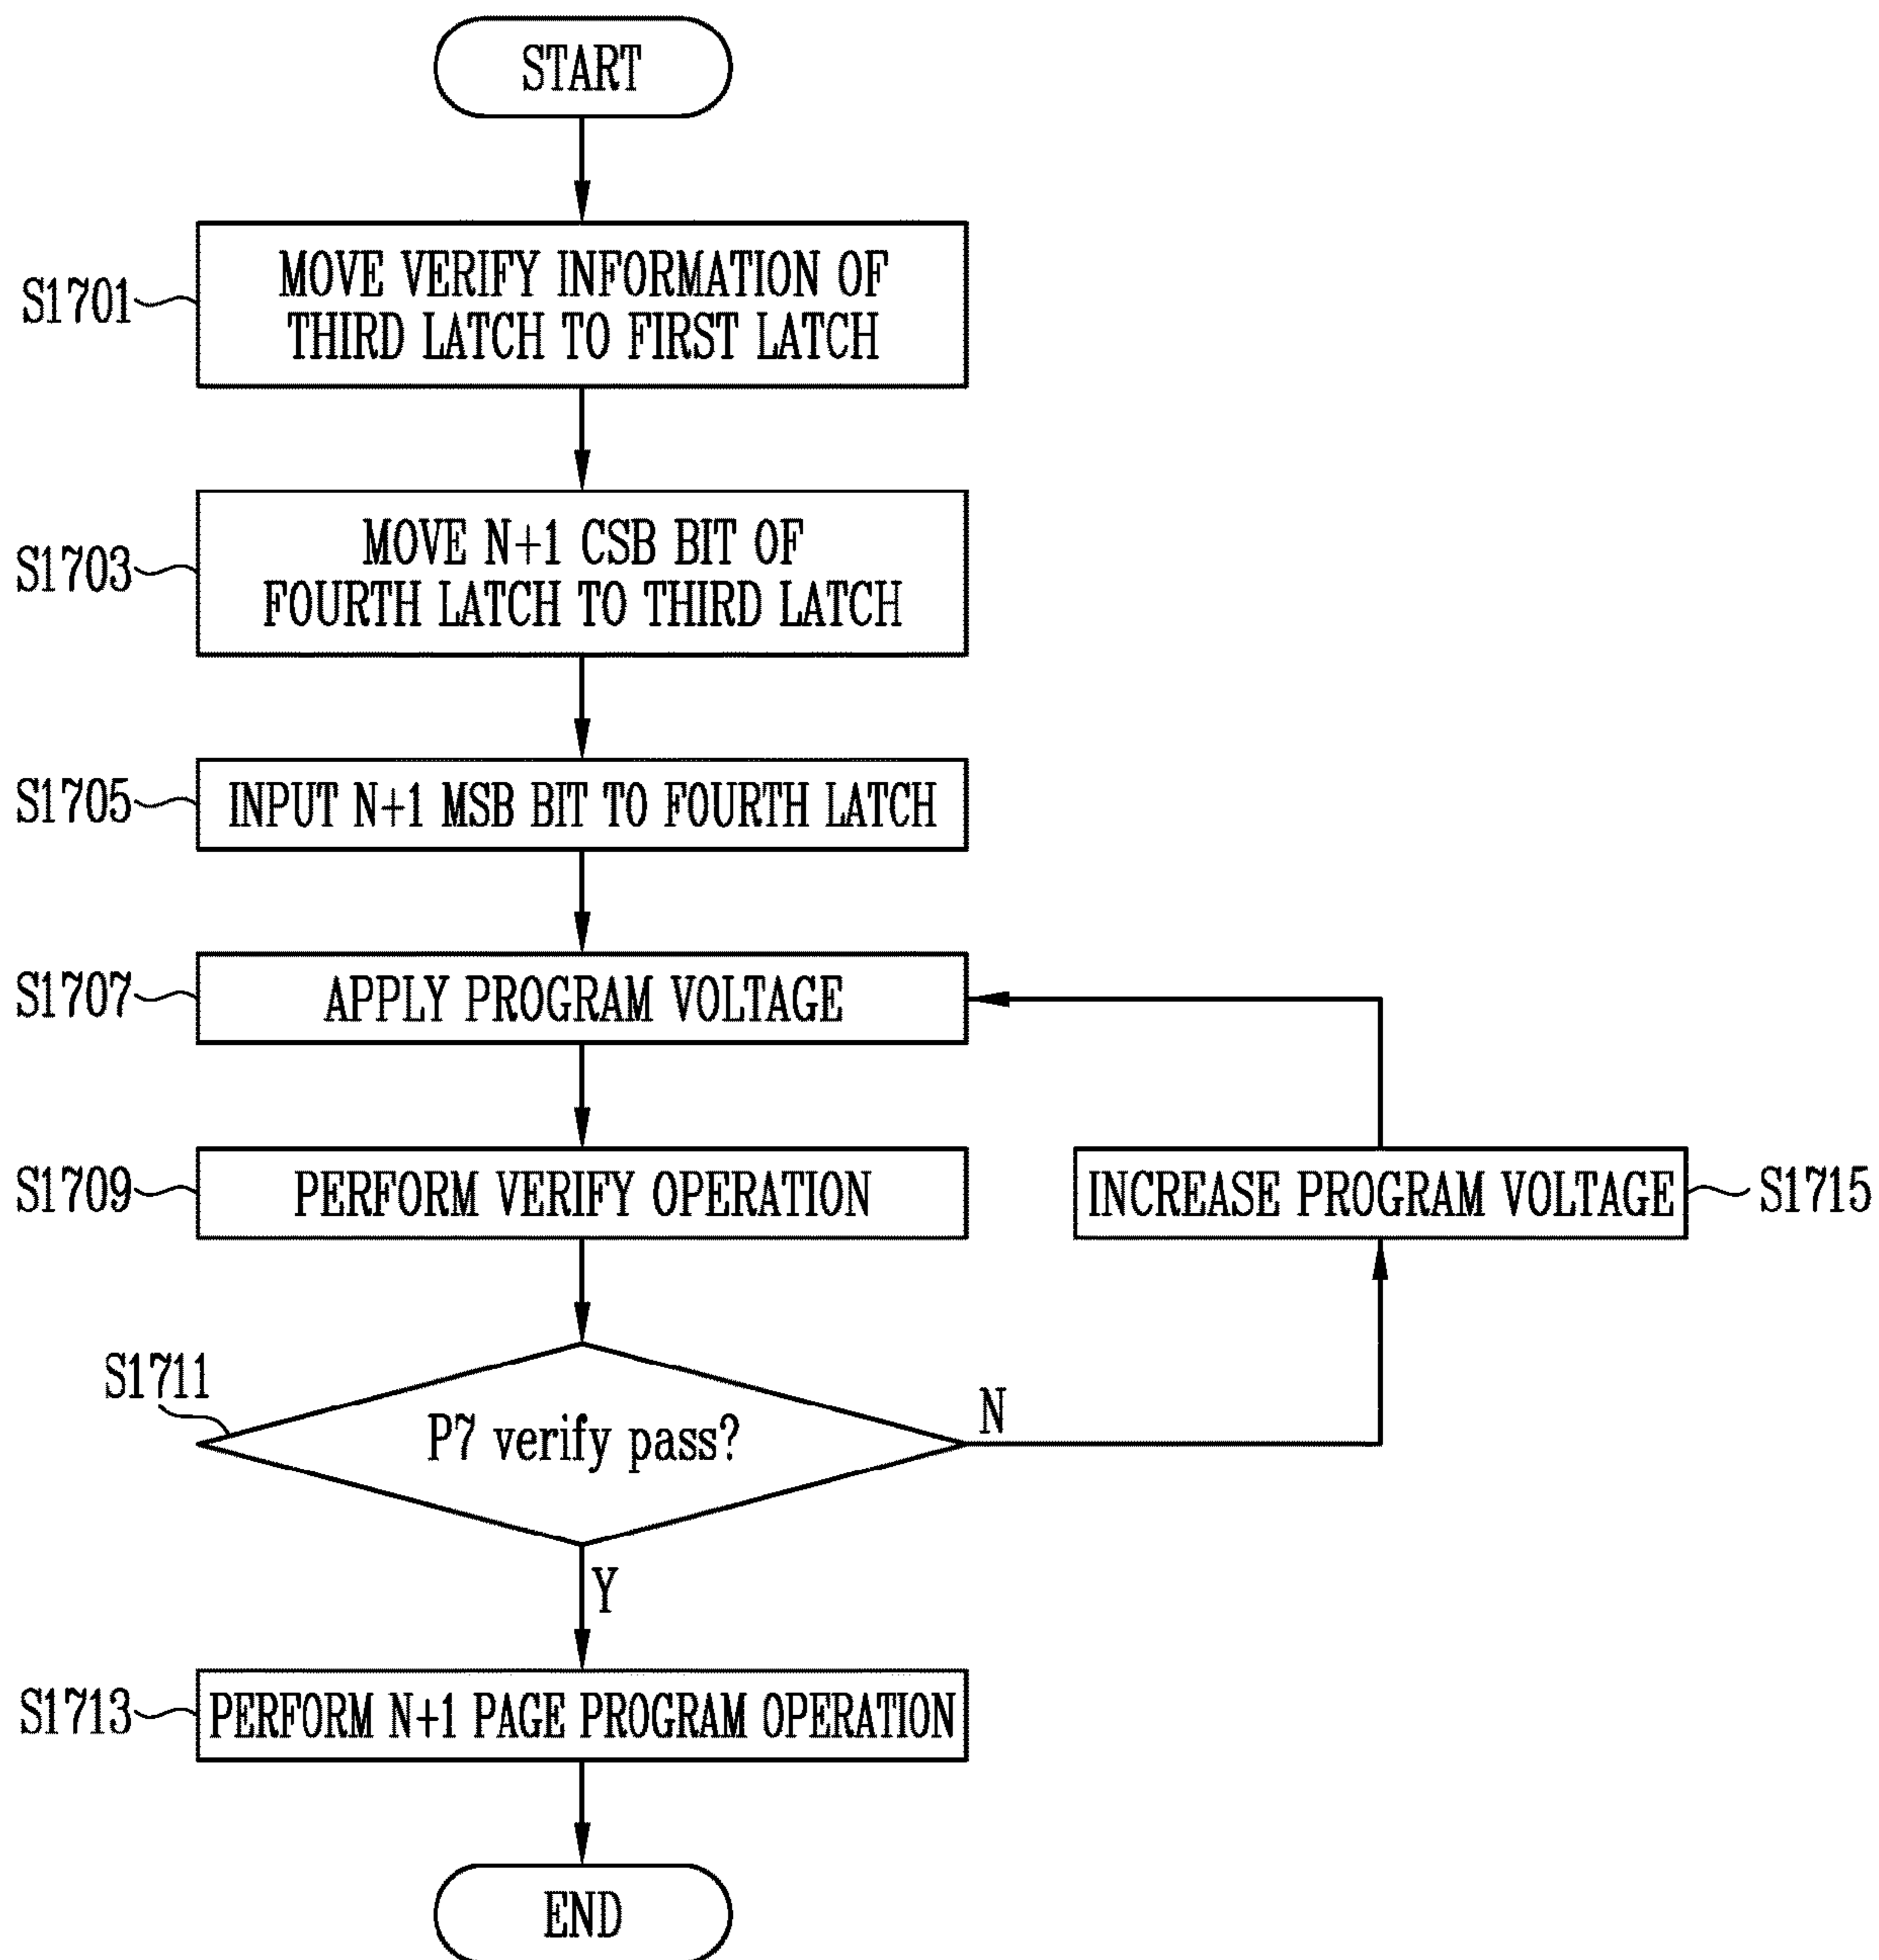 START
S1701
MOVE VERIFY INFORMATION OF
THIRD LATCH TO FIRST LATCH
S1703
MOVE N+1 CSB BIT OF
FOURTH LATCH TO THIRD LATCH
S1705
INPUT N+1 MSB BIT TO FOURTH LATCH
S1707
APPLY PROGRAM VOLTAGE
S1709
PERFORM VERIFY OPERATION
INCREASE PROGRAM VOLTAGE
S1715
S1711
P7 verify pass?
N
Y
S1713
PERFORM N+1 PAGE PROGRAM OPERATION
END